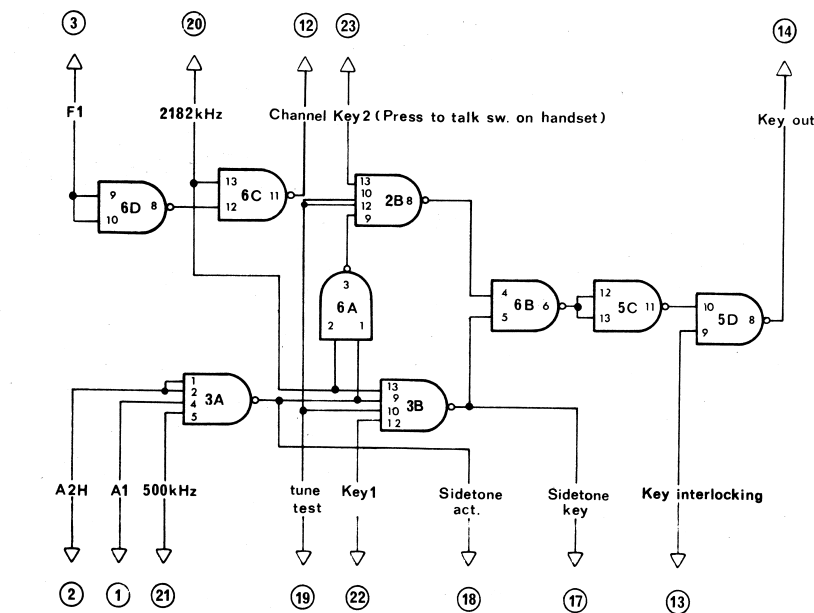 3 20 12 23 14
F1 2182kHz Channel Key2 (Press to talk sw. on handset) Key out
9 10 6D 8
13 12 6C 11
13 10 12 9 2B 8
3 6A 2 1
4 5 6B 6
12 13 5C 11
10 9 5D 8
1 2 4 5 3A
13 9 10 12 3B
A2H A1 500kHz tune test Key1 Sidetone act. Sidetone key Key interlocking
2 1 21 19 22 18 17 13